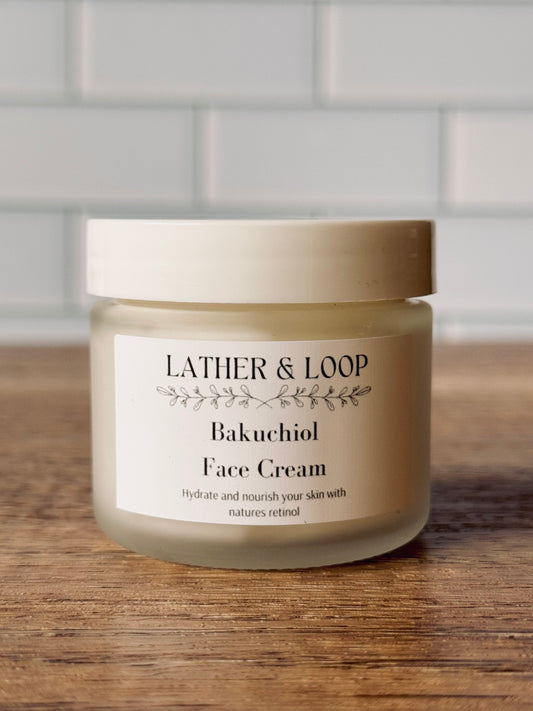 LATHER & LOOP
Bakuchiol
Face Cream
Hydrate and nourish your skin with
natures retinol